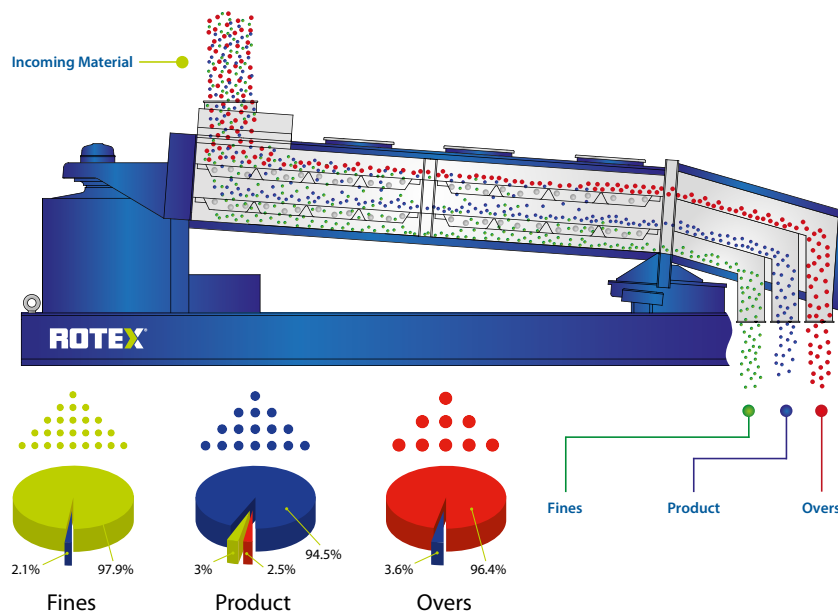 Incoming Material
ROTEX®
Fines
Product
Overs
2.1%
97.9%
3%
2.5%
94.5%
3.6%
96.4%
Fines
Product
Overs